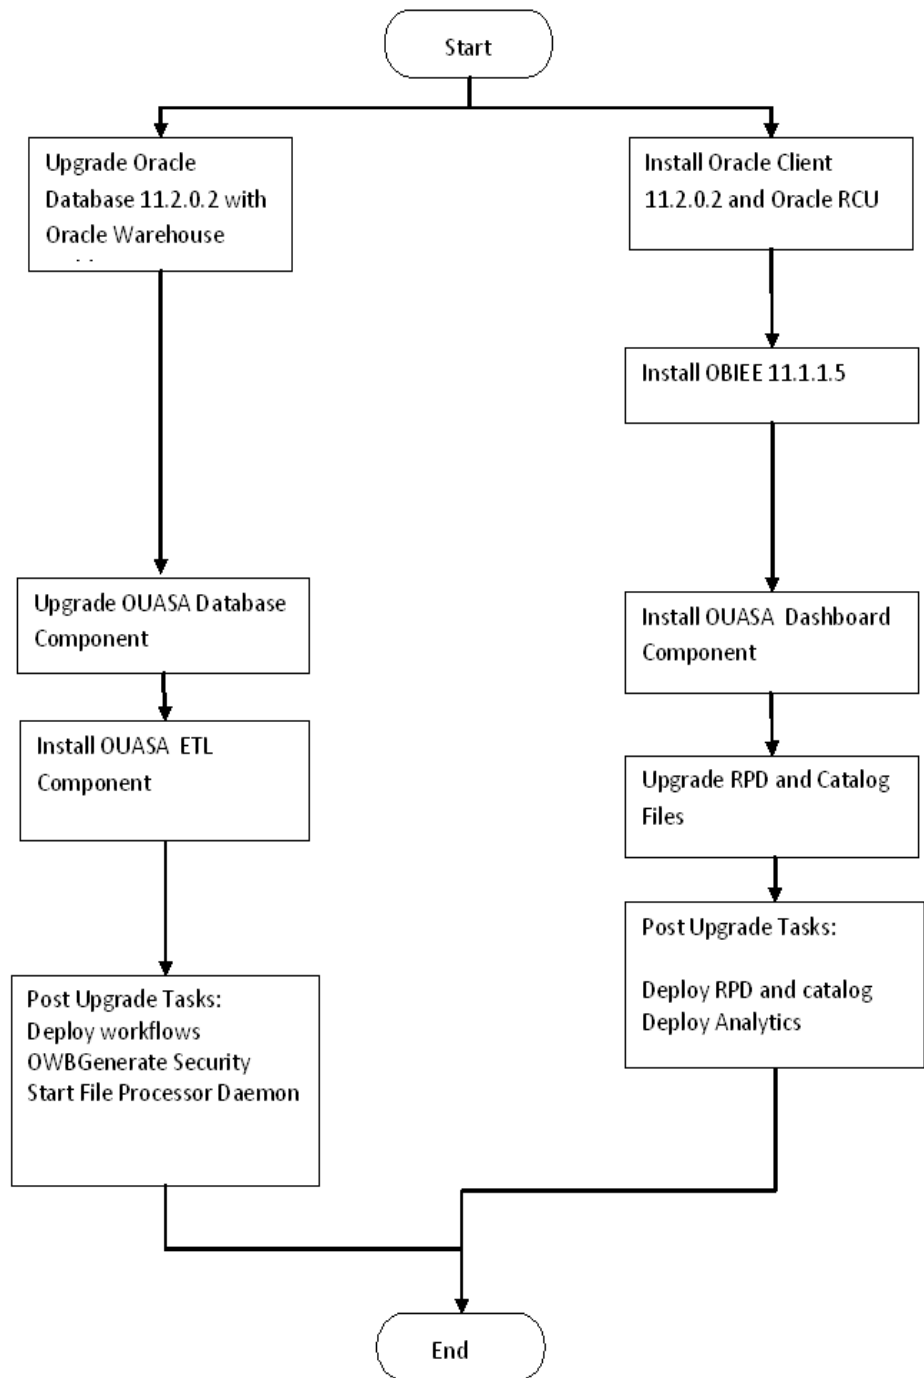 Start
Upgrade Oracle
Database 11.2.0.2 with
Oracle Warehouse
Install Oracle Client
11.2.0.2 and Oracle RCU
Install OBIEE 11.1.1.5
Upgrade OUASA Database
Component
Install OUASA Dashboard
Component
Install OUASA ETL
Component
Upgrade RPD and Catalog
Files
Post Upgrade Tasks:
Deploy RPD and catalog
Deploy Analytics
Post Upgrade Tasks:
Deploy workflows
OWBGenerate Security
Start File Processor Daemon
End